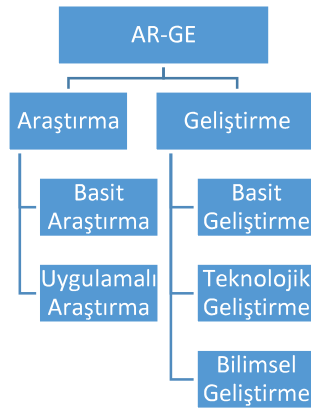 AR-GE
Araştırma
Geliştirme
Basit
Araştırma
Uygulamalı
Araştırma
Basit
Geliştirme
Teknolojik
Geliştirme
Bilimsel
Geliştirme